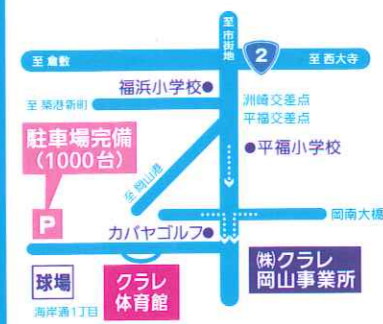 至市街地
2
至 倉敷
至 西大寺
福浜小学校
至 築港新町
洲崎交差点
平福交差点
駐車場完備
(1000台)
平福小学校
至岡山港
P
岡南大橋
カバヤゴルフ
㈱クラレ
岡山事業所
球場
クラレ
体育館
海岸通1丁目